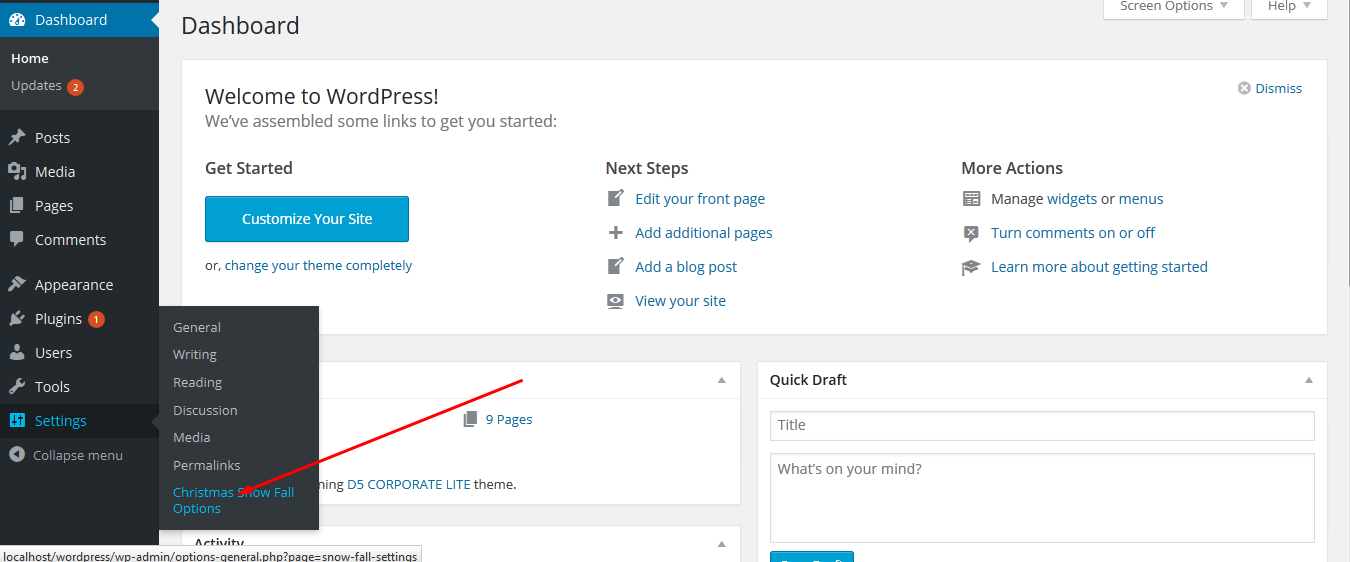 Dashboard
Home
Updates 2
Posts
Media
Pages
Comments
Appearance
Plugins 1
Users
Tools
Settings
Collapse menu
General
Writing
Reading
Discussion
Media
Permalinks
Christmas Snow Fall
Options
Screen Options
Help
Dashboard
Welcome to WordPress!
We've assembled some links to get you started:
Dismiss
Get Started
Customize Your Site
or, change your theme completely
Next Steps
Edit your front page
Add additional pages
Add a blog post
View your site
More Actions
Manage widgets or menus
Turn comments on or off
Learn more about getting started
9 Pages
ning D5 CORPORATE LITE theme.
Activity
Quick Draft
Title
What's on your mind?
localhost/wordpress/wp-admin/options-general.php?page=snow-fall-settings